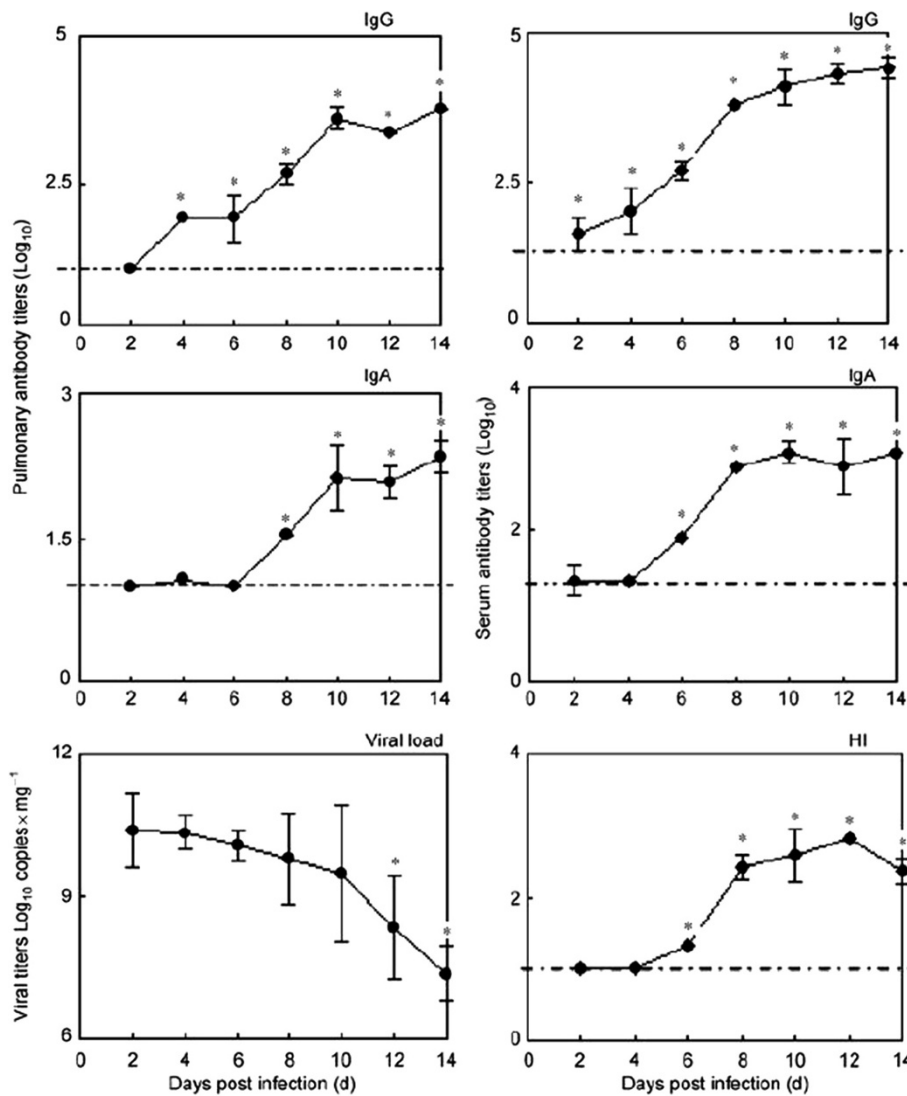 IgG
5
2.5
0
0 2 4 6 8 10 12 14
IgG
5
2.5
0
0 2 4 6 8 10 12 14
Pulmonary antibody titers (Log10)
IgA
3
1.5
0
0 2 4 6 8 10 12 14
Serum antibody titers (Log10)
IgA
4
2
0
0 2 4 6 8 10 12 14
Viral load
12
9
6
0 2 4 6 8 10 12 14
Viral titers Log10 copies×mg−1
Days post infection (d)
HI
4
2
0
0 2 4 6 8 10 12 14
Days post infection (d)